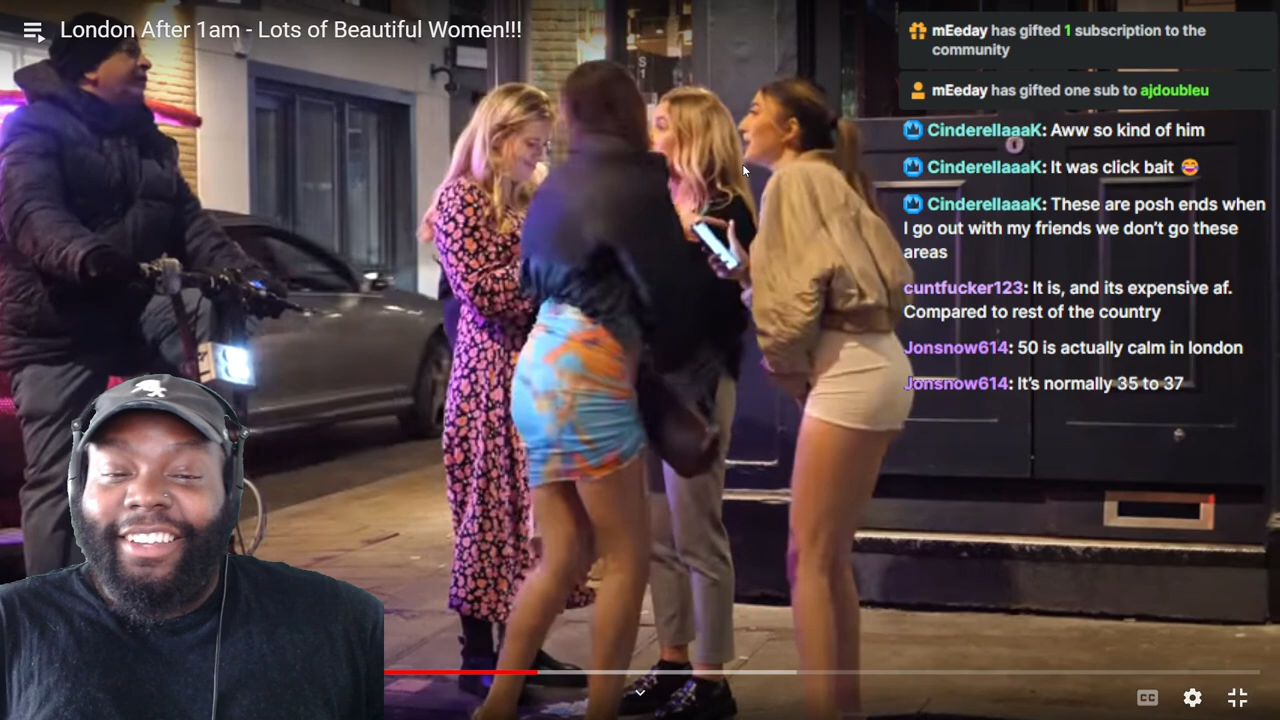 London After 1am - Lots of Beautiful Women!!!
mEeday has gifted 1 subscription to the
community
mEeday has gifted one sub to ajdoubleu
CinderellaaaK: Aww so kind of him
CinderellaaaK: It was click bait 😂
CinderellaaaK: These are posh ends when
I go out with my friends we don't go these
areas
cuntfucker123: It is, and its expensive af.
Compared to rest of the country
Jonsnow614: 50 is actually calm in london
Jonsnow614: It's normally 35 to 37
CC